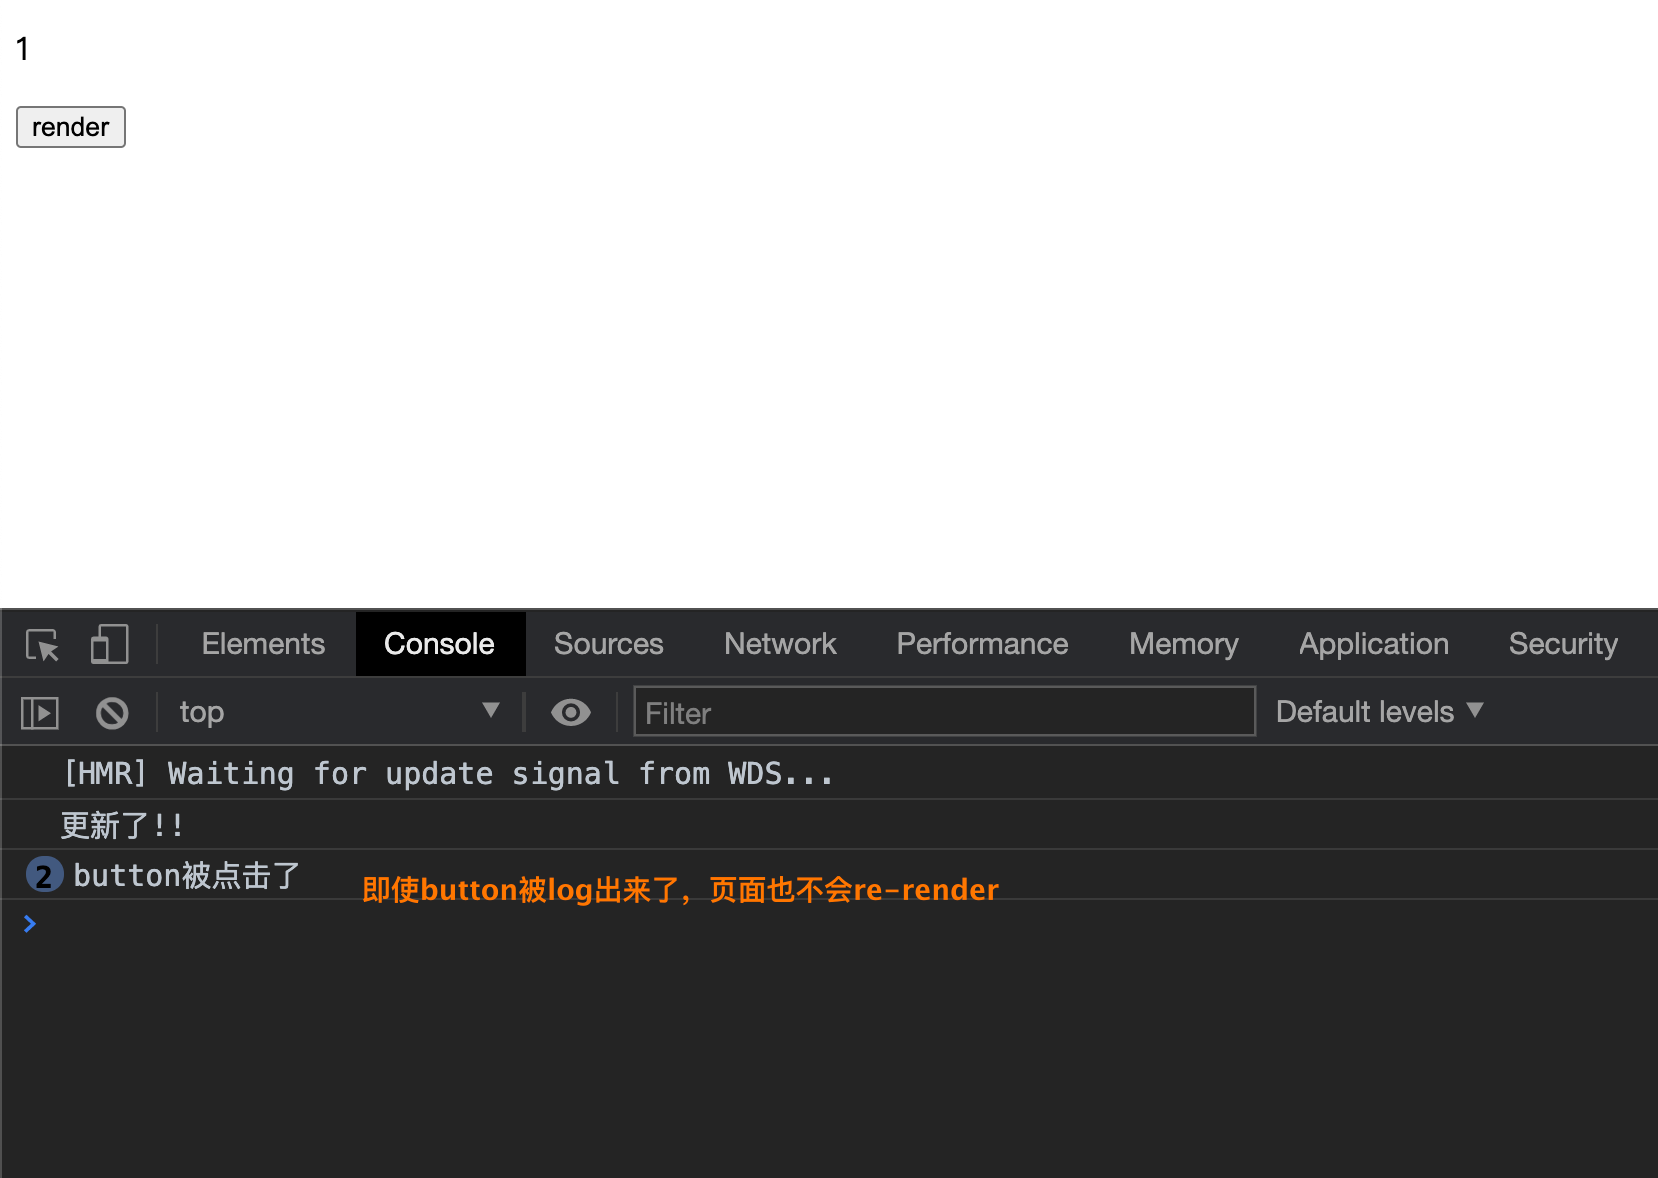 1
render
Elements Console Sources Network Performance Memory Application Security
top Filter Default levels
[HMR] Waiting for update signal from WDS...
更新了!!
2 button被点击了
即使button被log出来了，页面也不会re-render